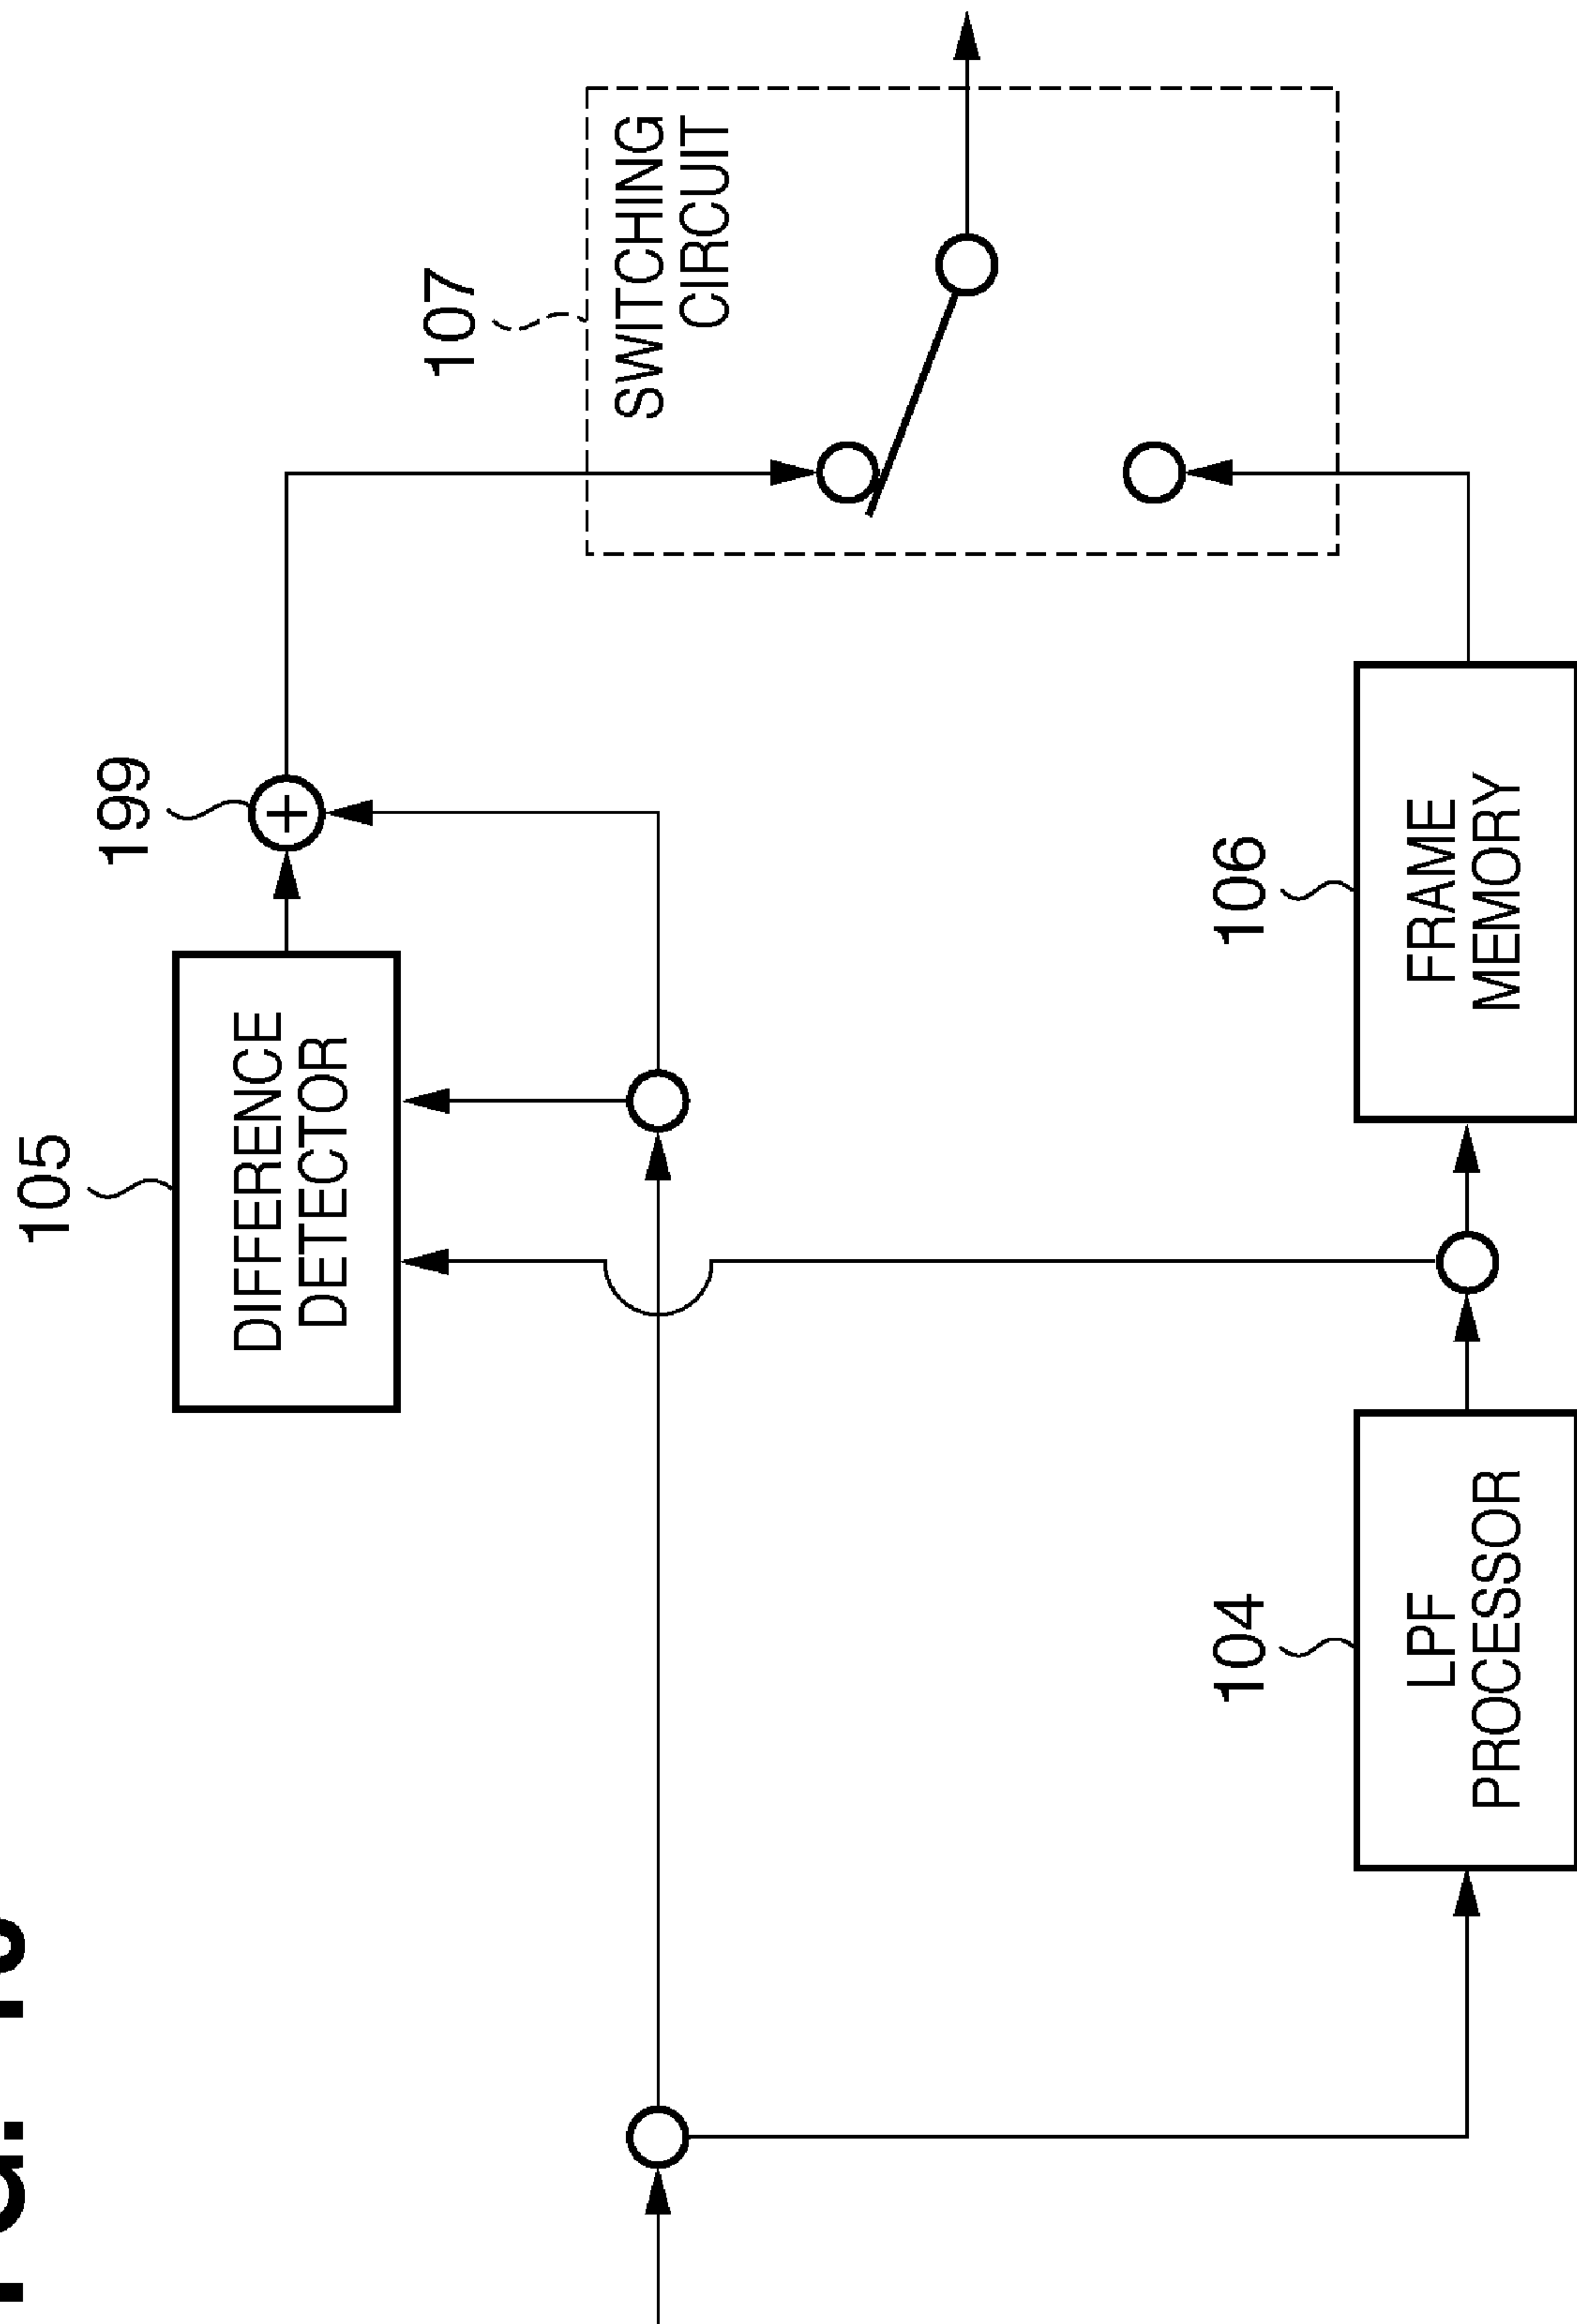 105
DIFFERENCE
DETECTOR
199
+
107
SWITCHING
CIRCUIT
104
LPF
PROCESSOR
106
FRAME
MEMORY